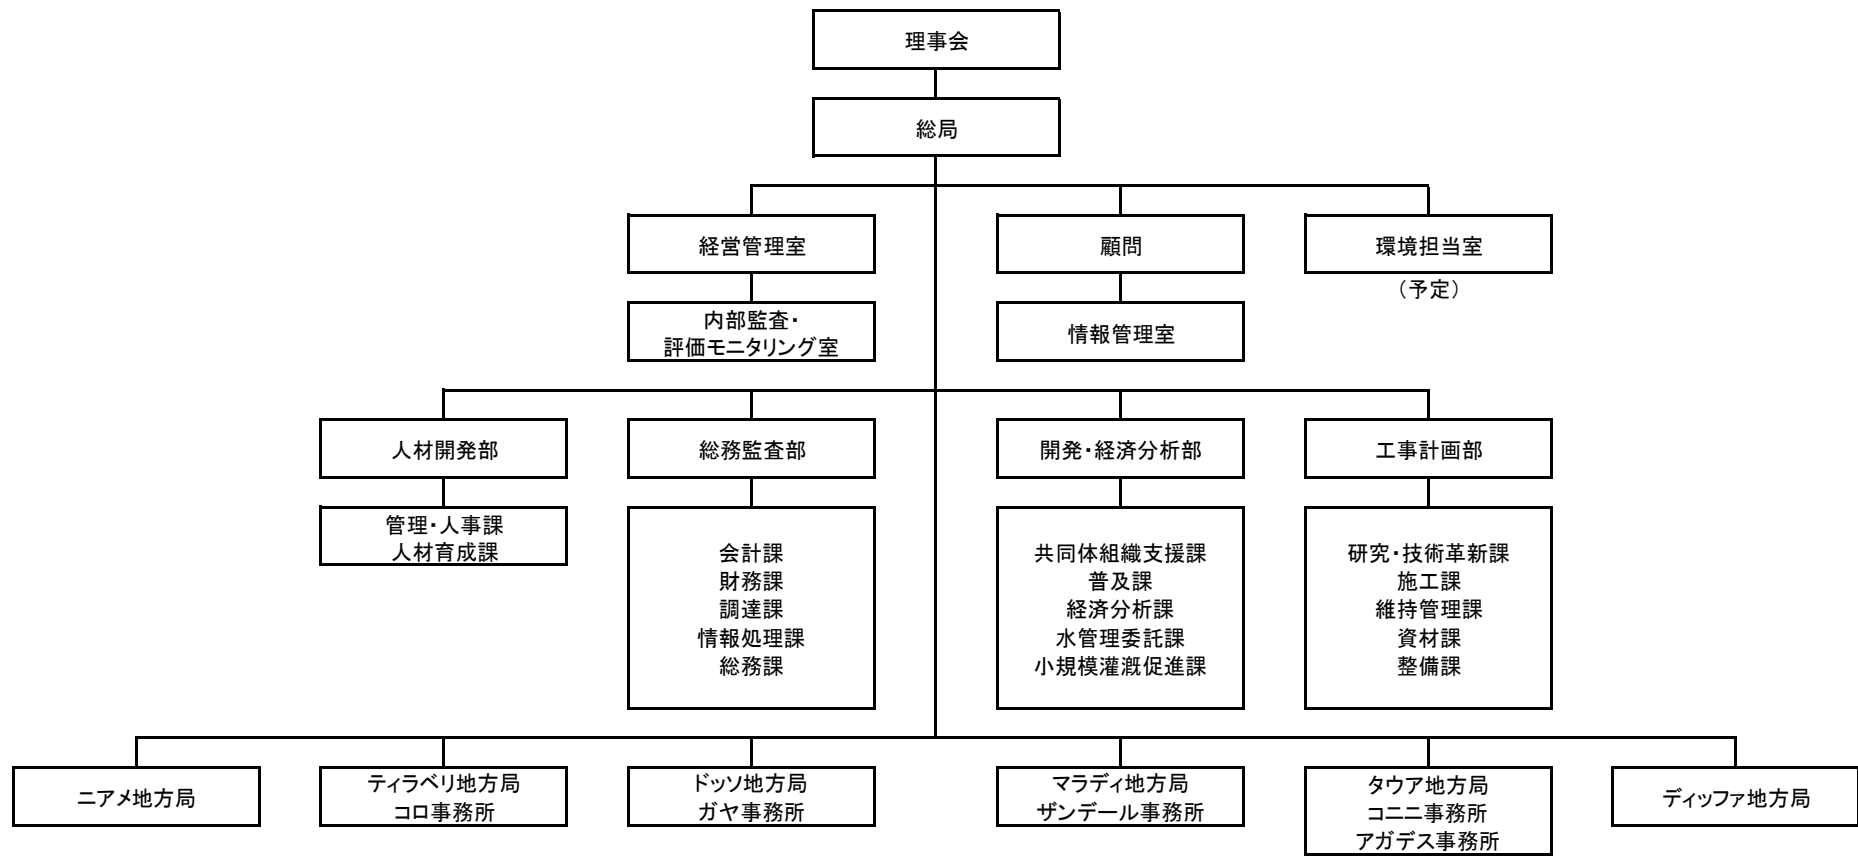 理事会
総局
経営管理室
顧問
環境担当室
（予定）
内部監査・
評価モニタリング室
情報管理室
人材開発部
総務監査部
開発・経済分析部
工事計画部
管理・人事課
人材育成課
会計課
財務課
調達課
情報処理課
総務課
共同体組織支援課
普及課
経済分析課
水管理委託課
小規模灌漑促進課
研究・技術革新課
施工課
維持管理課
資材課
整備課
ニアメ地方局
ティラベリ地方局
コロ事務所
ドッソ地方局
ガヤ事務所
マラディ地方局
ザンデール事務所
タウア地方局
コニニ事務所
アガデス事務所
ディッファ地方局